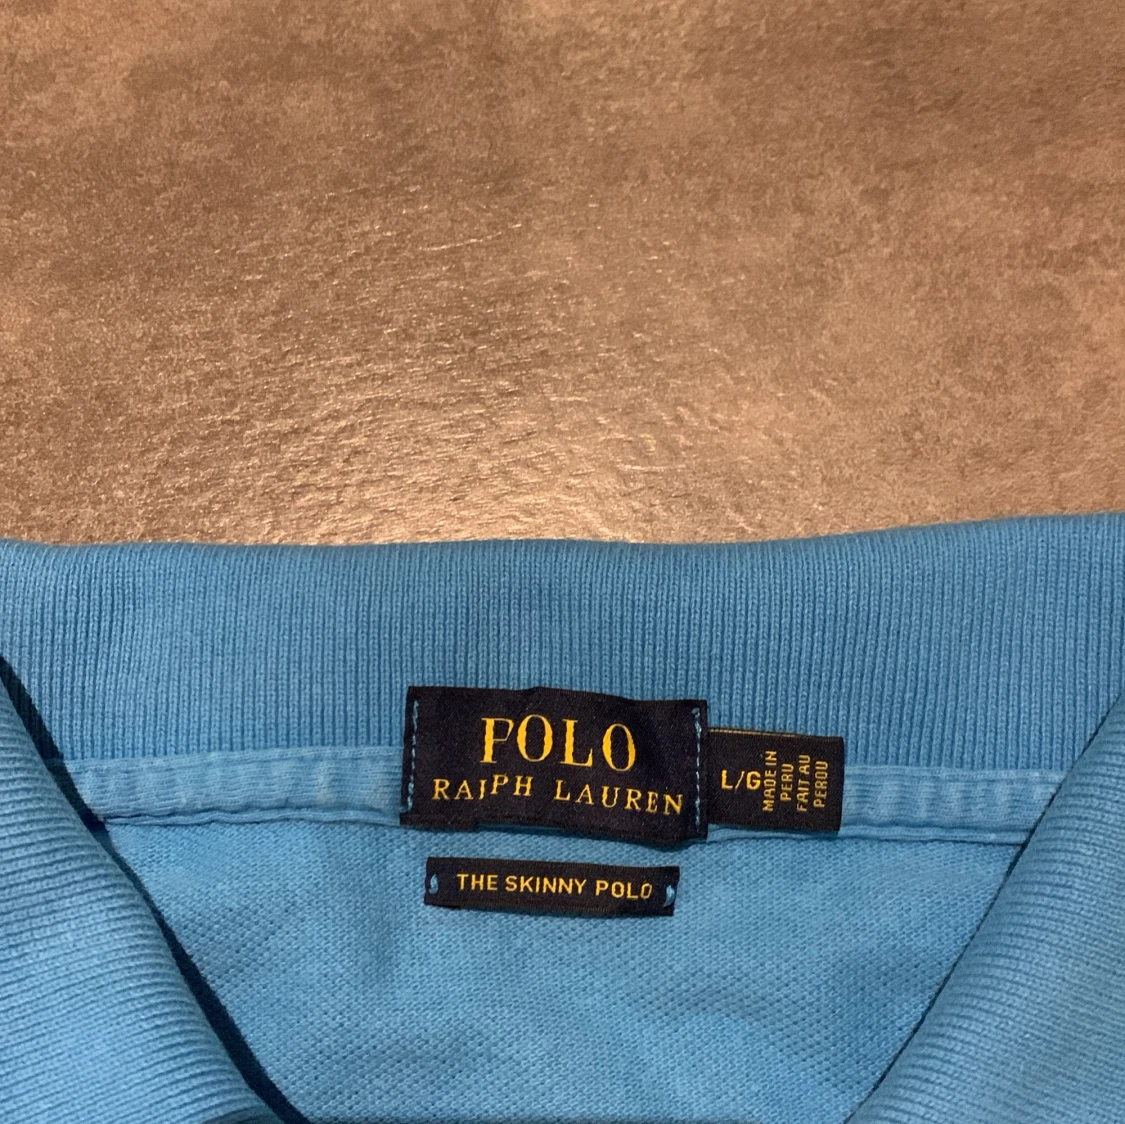 POLO
RALPH LAUREN
L/G
MADE IN
PERU
FAIT AU
PEROU
THE SKINNY POLO